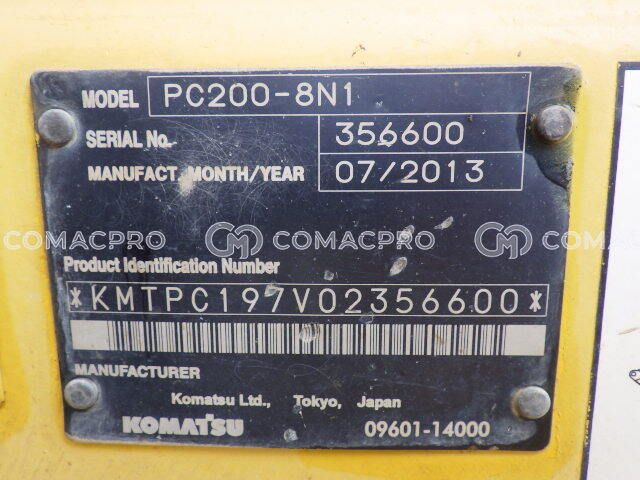 MODEL PC200-8N1
SERIAL No. 356600
MANUFACT. MONTH/YEAR 07/2013
COMACPRO COMACPRO COMACPRO
Product Identification Number
*KMTPC197V02356600*
MANUFACTURER
Komatsu Ltd., Tokyo, Japan
KOMATSU 09601-14000